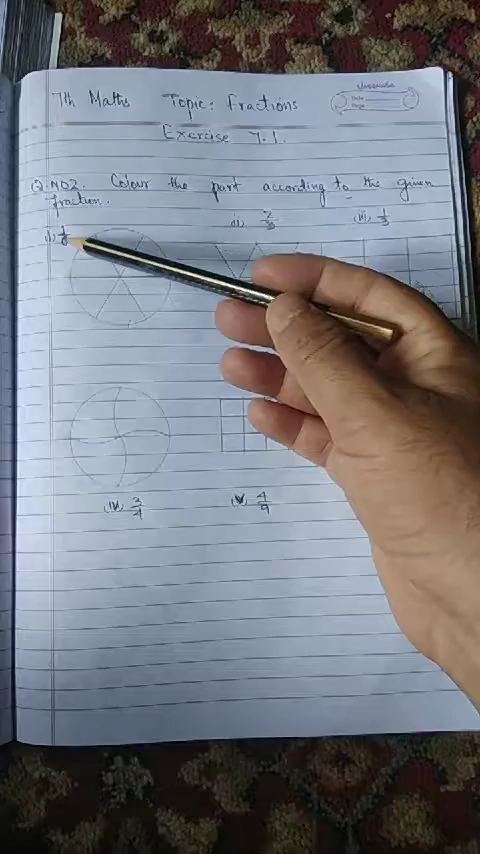 7th Maths Topic: Fractions
Exercise 7.1.
Q.NO2. Colour the part according to the given
fraction.
(i) 1/6 (ii) 2/3 (iii) 1/3
(iv) 3/4 (v) 4/9